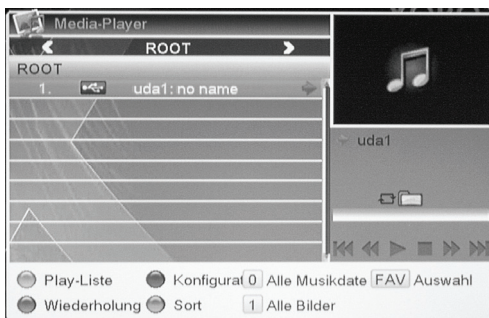 Media-Player
ROOT
ROOT
1. uda1: no name
uda1
Play-Liste Konfigurat 0 Alle Musikdate FAV Auswahl
Wiederholung Sort 1 Alle Bilder